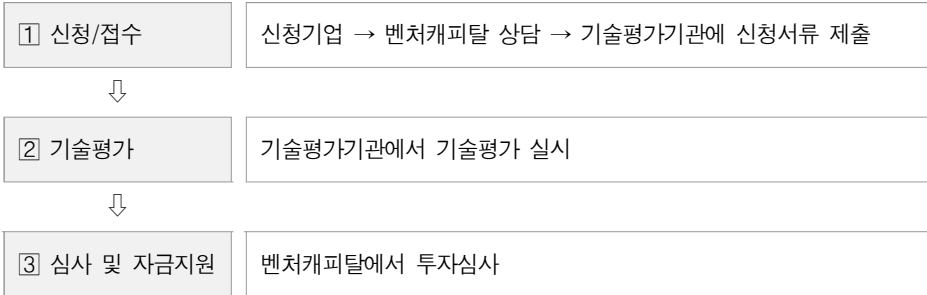 1 신청/접수
신청기업 → 벤처캐피탈 상담 → 기술평가기관에 신청서류 제출
⇩
2 기술평가
기술평가기관에서 기술평가 실시
⇩
3 심사 및 자금지원
벤처캐피탈에서 투자심사